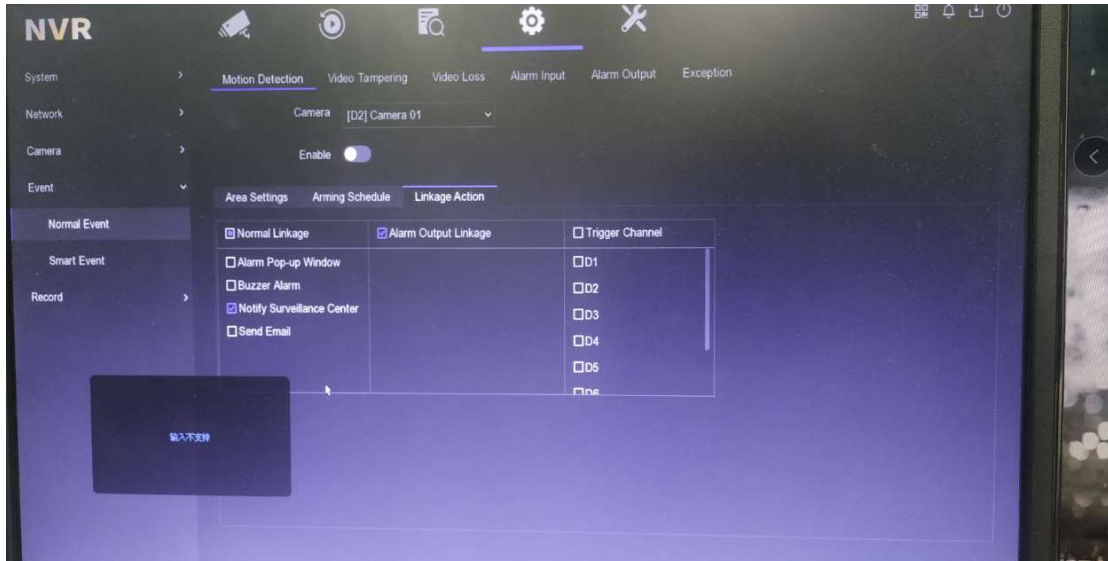 NVR
System
Network
Camera
Event
Normal Event
Smart Event
Record
Motion Detection Video Tampering Video Loss Alarm Input Alarm Output Exception
Camera [D2] Camera 01
Enable
Area Settings Arming Schedule Linkage Action
Normal Linkage Alarm Output Linkage Trigger Channel
Alarm Pop-up Window D1
Buzzer Alarm D2
Notify Surveillance Center D3
Send Email D4
D5
D6
输入不支持